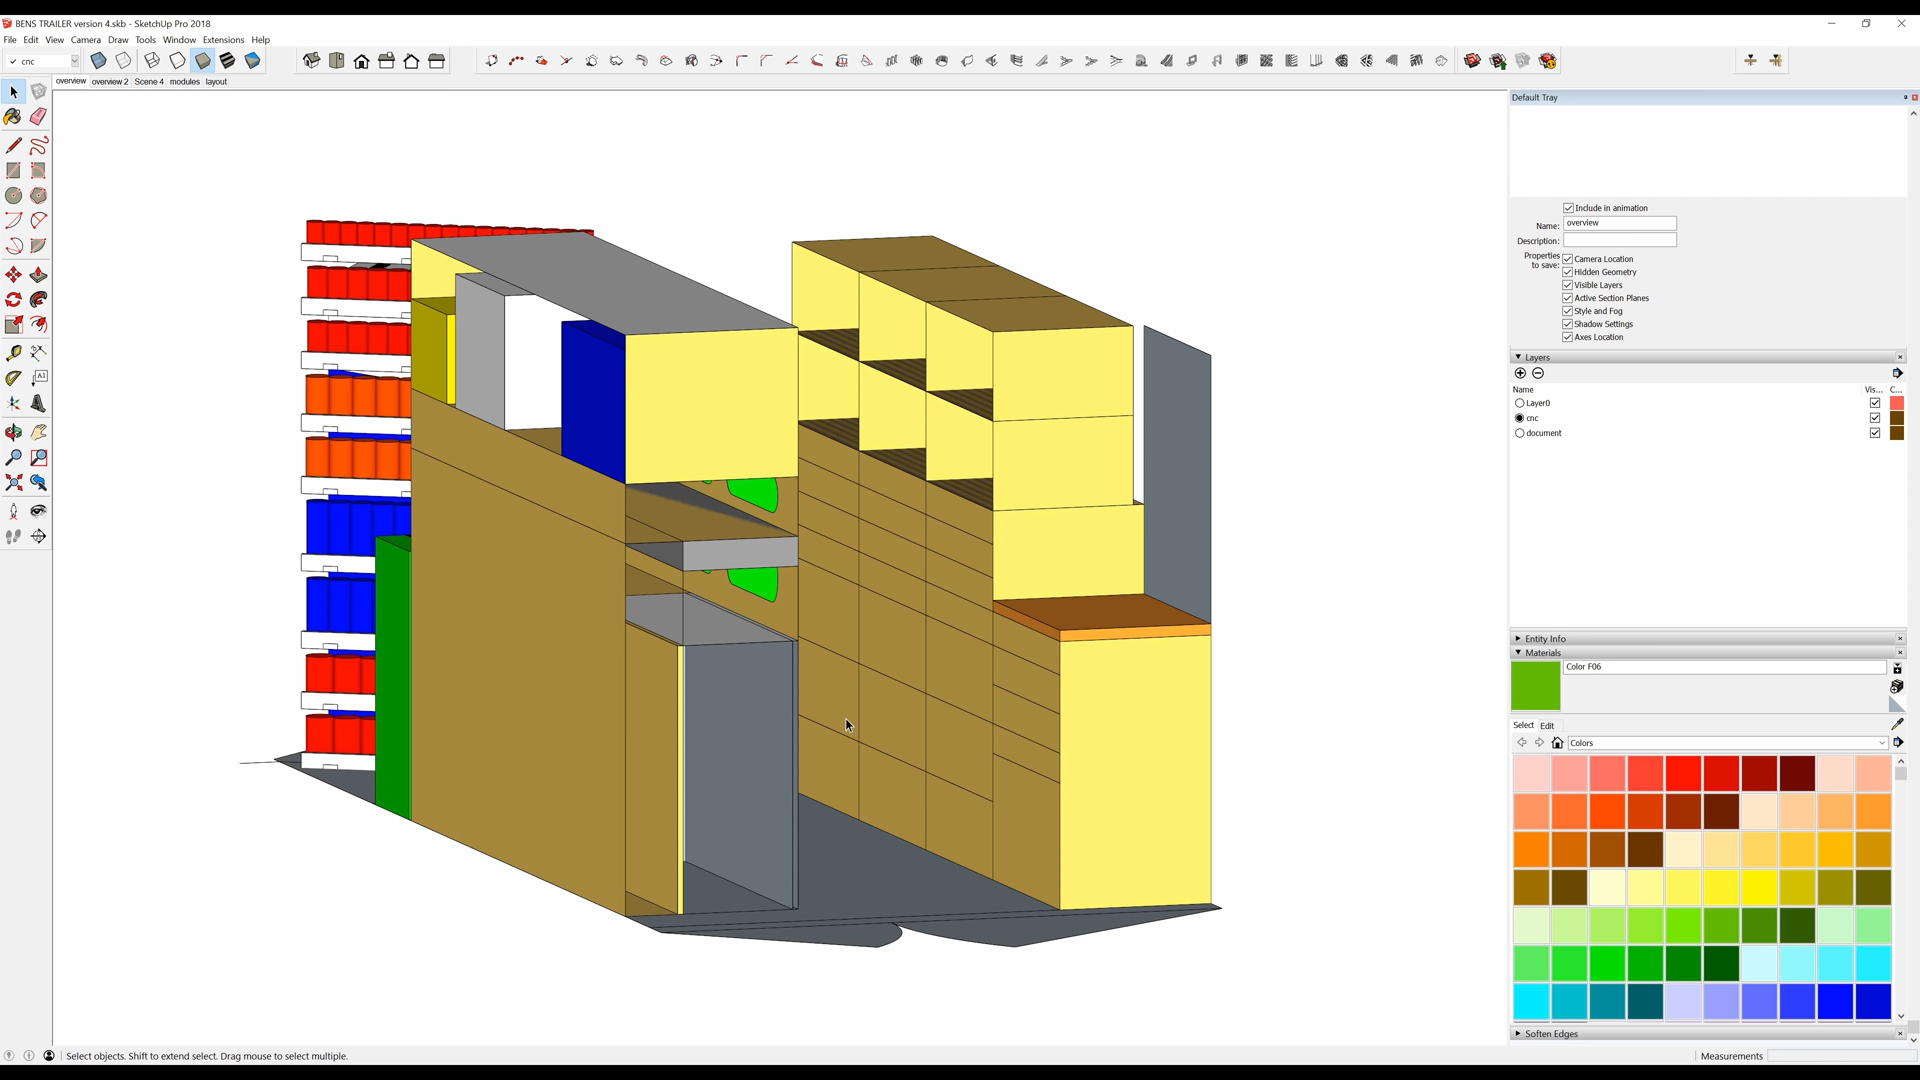 BENS TRAILER version 4.skb - SketchUp Pro 2018
File Edit View Camera Draw Tools Window Extensions Help
cnc
overview overview 2 Scene 4 modules layout
Default Tray
Include in animation
Name: overview
Description:
Properties to save:
Camera Location
Hidden Geometry
Visible Layers
Active Section Planes
Style and Fog
Shadow Settings
Axes Location
Layers
Name Vis... C...
Layer0
cnc
document
Entity Info
Materials
Color F06
Select Edit
Colors
Soften Edges
Select objects. Shift to extend select. Drag mouse to select multiple.
Measurements